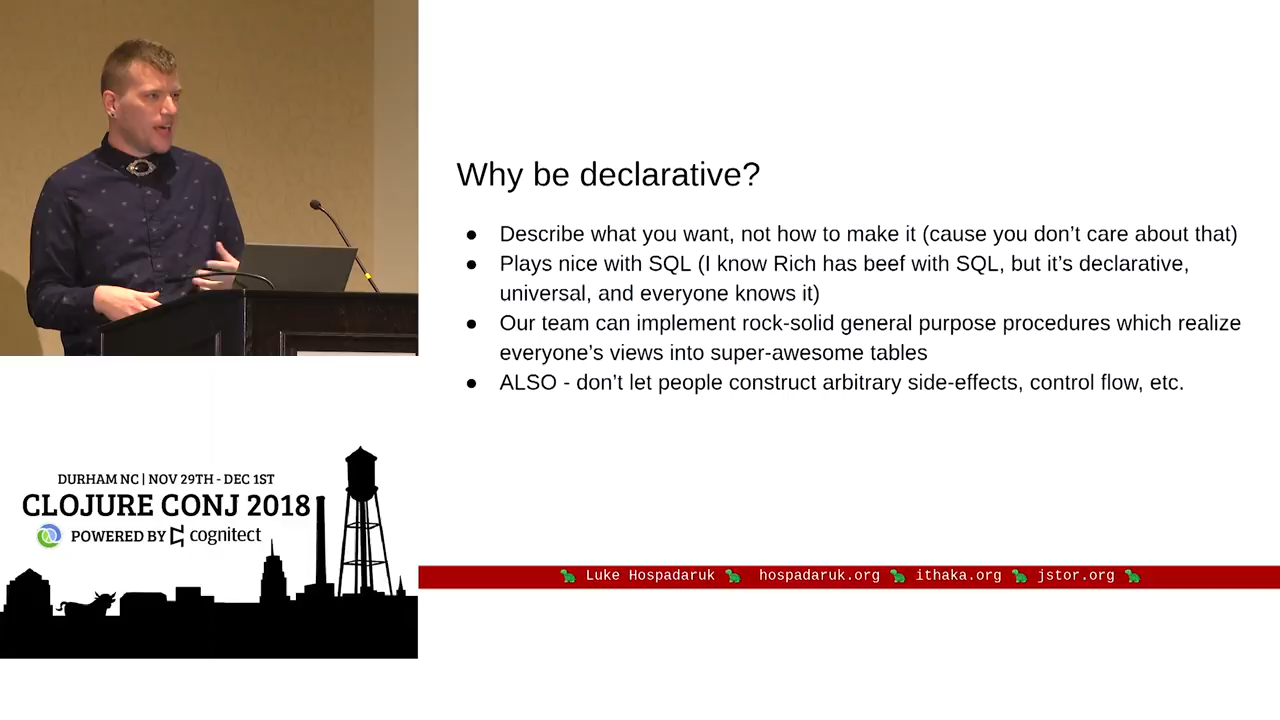 Why be declarative?
● Describe what you want, not how to make it (cause you don’t care about that)
● Plays nice with SQL (I know Rich has beef with SQL, but it’s declarative,
universal, and everyone knows it)
● Our team can implement rock-solid general purpose procedures which realize
everyone’s views into super-awesome tables
● ALSO - don’t let people construct arbitrary side-effects, control flow, etc.
DURHAM NC | NOV 29TH - DEC 1ST
CLOJURE CONJ 2018
POWERED BY cognitect
🦕 Luke Hospadaruk 🦕 hospadaruk.org 🦕 ithaka.org 🦕 jstor.org 🦕